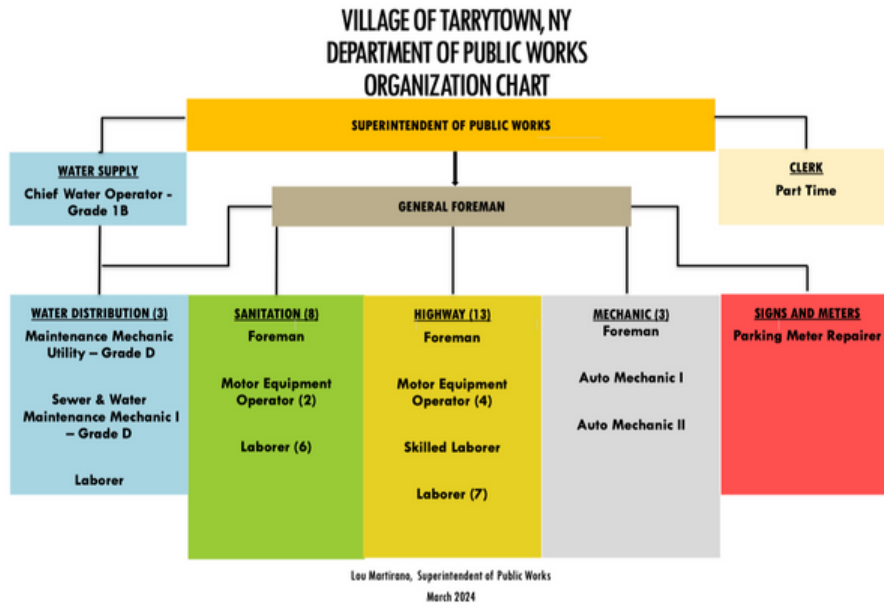 VILLAGE OF TARRYTOWN, NY
DEPARTMENT OF PUBLIC WORKS
ORGANIZATION CHART
SUPERINTENDENT OF PUBLIC WORKS
WATER SUPPLY
Chief Water Operator -
Grade 1B
CLERK
Part Time
GENERAL FOREMAN
WATER DISTRIBUTION (3)
Maintenance Mechanic
Utility – Grade D
Sewer & Water
Maintenance Mechanic I
– Grade D
Laborer
SANITATION (8)
Foreman
Motor Equipment
Operator (2)
Laborer (6)
HIGHWAY (13)
Foreman
Motor Equipment
Operator (4)
Skilled Laborer
Laborer (7)
MECHANIC (3)
Foreman
Auto Mechanic I
Auto Mechanic II
SIGNS AND METERS
Parking Meter Repairer
Lou Martirano, Superintendent of Public Works
March 2024